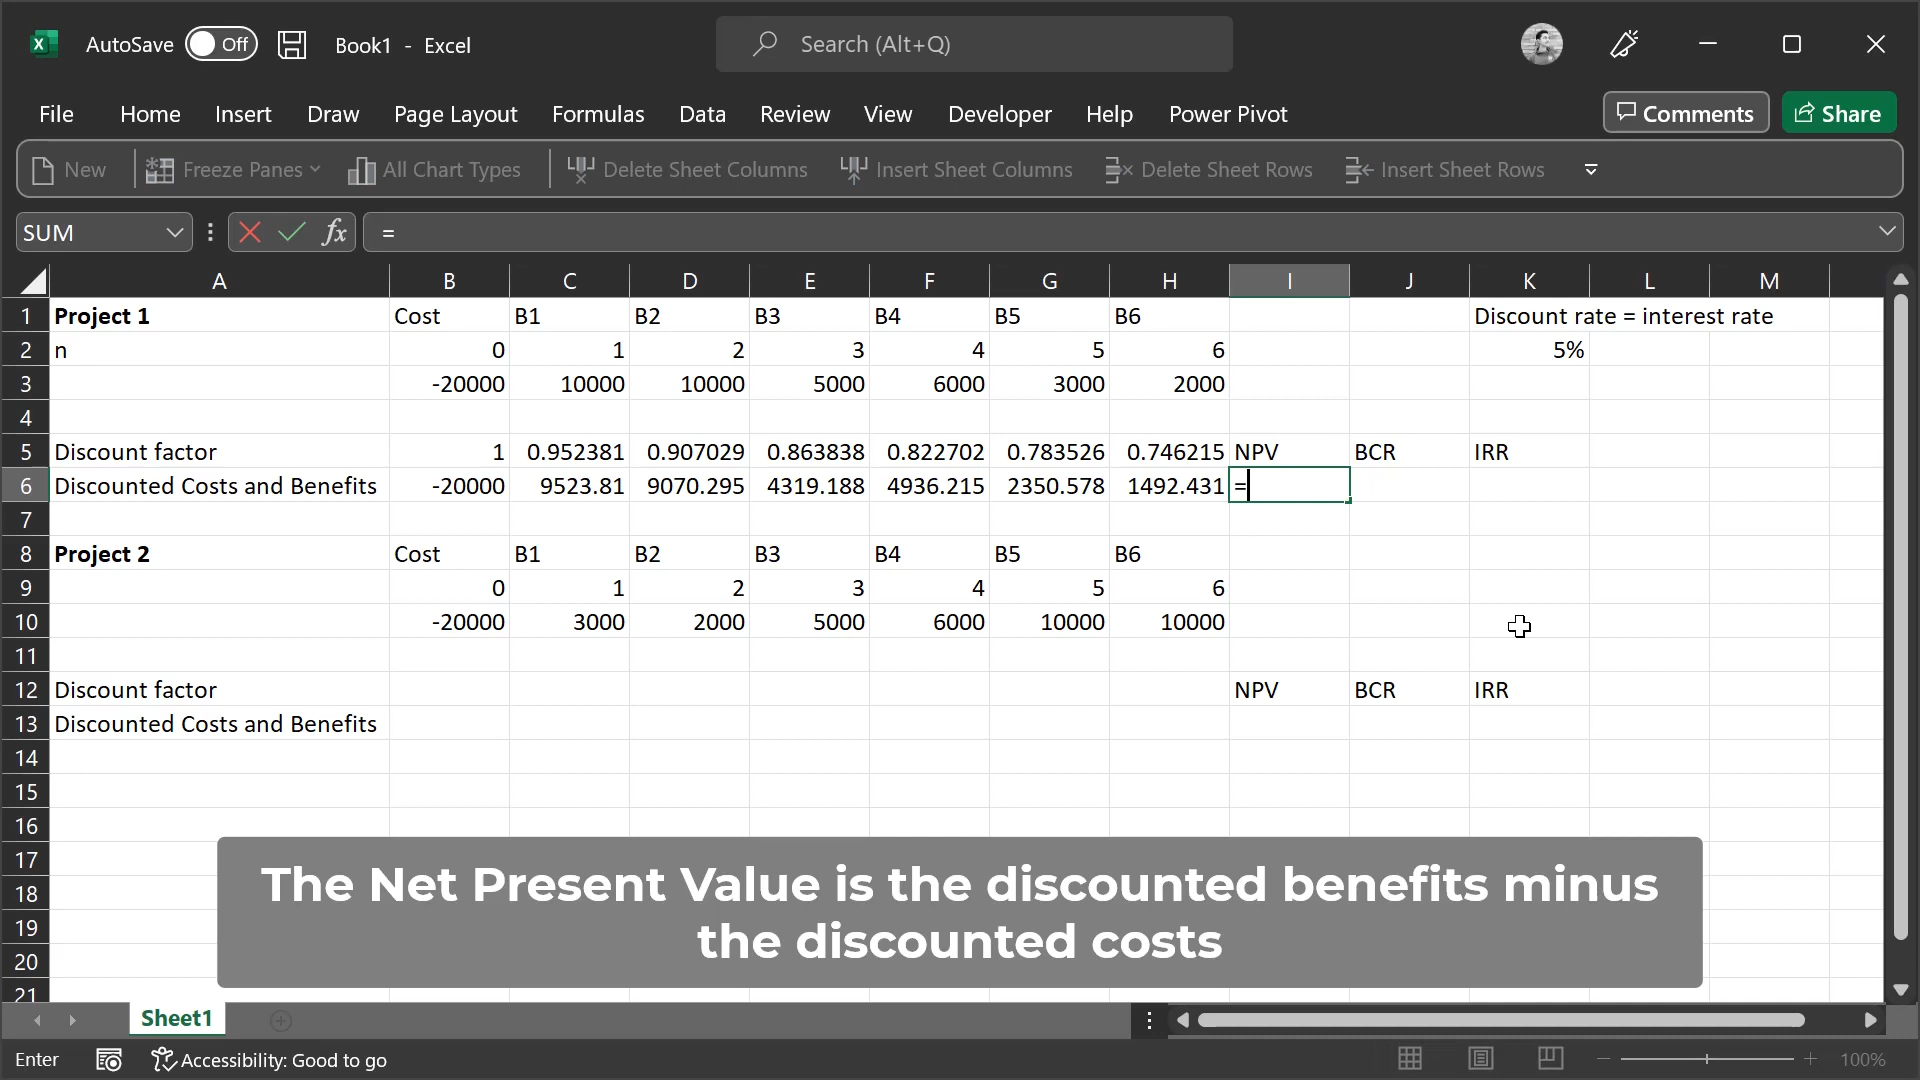 AutoSave Off Book1 - Excel Search (Alt+Q)
File Home Insert Draw Page Layout Formulas Data Review View Developer Help Power Pivot Comments Share
New Freeze Panes All Chart Types Delete Sheet Columns Insert Sheet Columns Delete Sheet Rows Insert Sheet Rows
SUM fx =
A B C D E F G H I J K L M
1 Project 1 Cost B1 B2 B3 B4 B5 B6 Discount rate = interest rate
2 n 0 1 2 3 4 5 6 5%
3 -20000 10000 10000 5000 6000 3000 2000
4
5 Discount factor 1 0.952381 0.907029 0.863838 0.822702 0.783526 0.746215 NPV BCR IRR
6 Discounted Costs and Benefits -20000 9523.81 9070.295 4319.188 4936.215 2350.578 1492.431 =
7
8 Project 2 Cost B1 B2 B3 B4 B5 B6
9 0 1 2 3 4 5 6
10 -20000 3000 2000 5000 6000 10000 10000
11
12 Discount factor NPV BCR IRR
13 Discounted Costs and Benefits
14
15
16
17
18
19
20
21
The Net Present Value is the discounted benefits minus
the discounted costs
Sheet1
Enter Accessibility: Good to go 100%